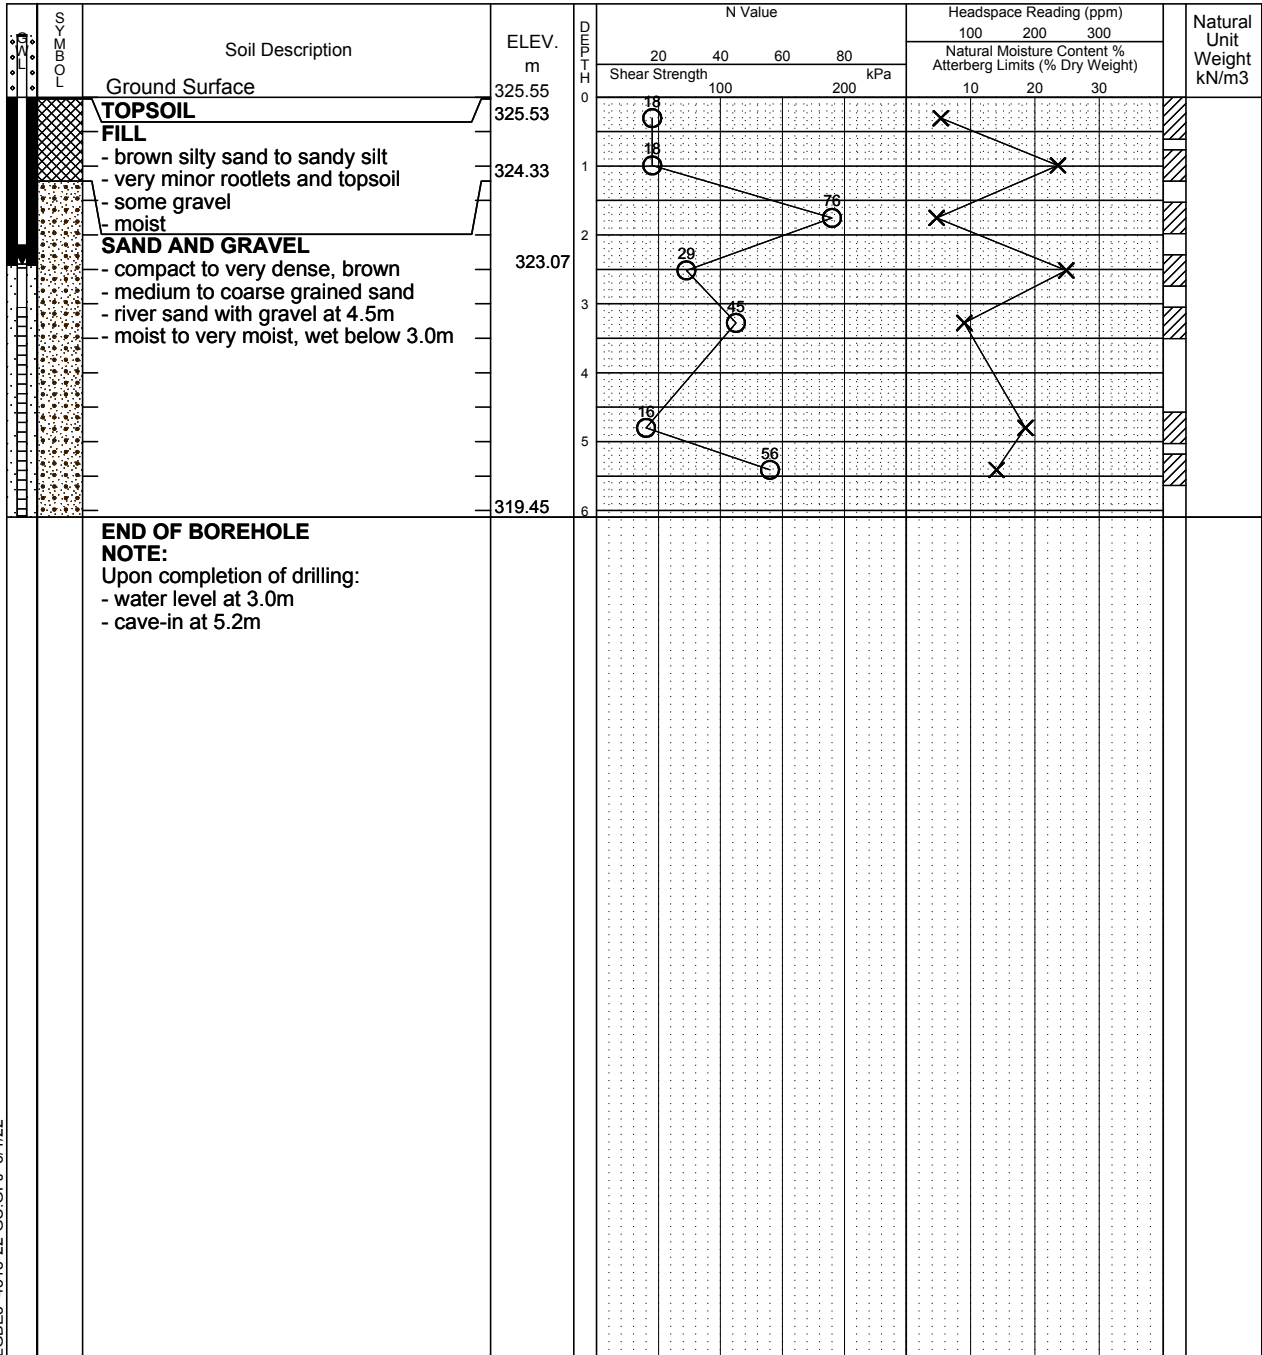 GWL
SYMBOL
Soil Description
Ground Surface
ELEV.
m
325.55
DEPTH
N Value
20 40 60 80
Shear Strength kPa
100 200
Headspace Reading (ppm)
100 200 300
Natural Moisture Content %
Atterberg Limits (% Dry Weight)
10 20 30
Natural
Unit
Weight
kN/m3
0
TOPSOIL
325.53
18
FILL
- brown silty sand to sandy silt
18
1
324.33
- very minor rootlets and topsoil
- some gravel
76
- moist
2
SAND AND GRAVEL
29
323.07
- compact to very dense, brown
- medium to coarse grained sand
3
45
- river sand with gravel at 4.5m
- moist to very moist, wet below 3.0m
4
16
5
56
319.45
6
END OF BOREHOLE
NOTE:
Upon completion of drilling:
- water level at 3.0m
- cave-in at 5.2m